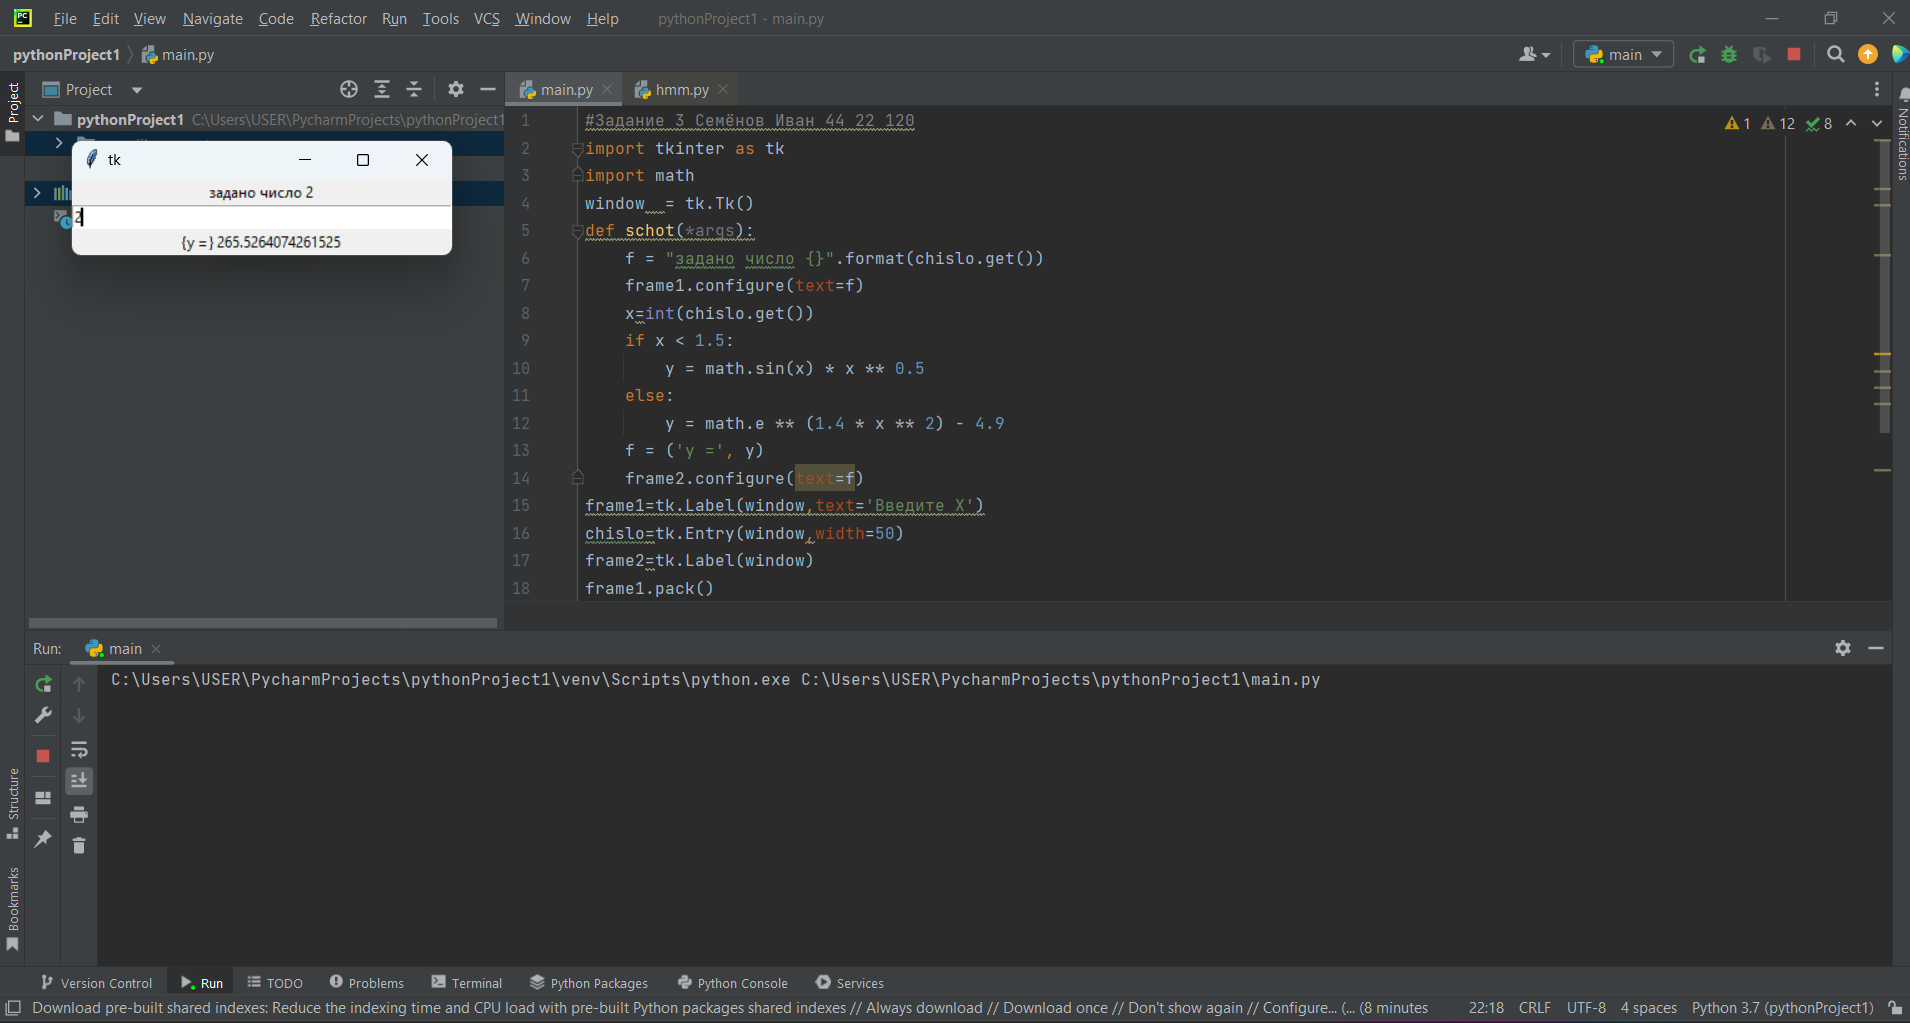 File Edit View Navigate Code Refactor Run Tools VCS Window Help pythonProject1 - main.py
pythonProject1 main.py
main
Project
Project
main.py
hmm.py
Notifications
pythonProject1 C:\Users\USER\PycharmProjects\pythonProject1
tk
задано число 2
2
{y =} 265.5264074261525
1 12 8
1 #Задание 3 Семёнов Иван 44 22 120
2 import tkinter as tk
3 import math
4 window  = tk.Tk()
5 def schot(*args):
6 f = "задано число {}".format(chislo.get())
7 frame1.configure(text=f)
8 x=int(chislo.get())
9 if x < 1.5:
10 y = math.sin(x) * x ** 0.5
11 else:
12 y = math.e ** (1.4 * x ** 2) - 4.9
13 f = ('y =', y)
14 frame2.configure(text=f)
15 frame1=tk.Label(window,text='Введите X')
16 chislo=tk.Entry(window,width=50)
17 frame2=tk.Label(window)
18 frame1.pack()
Run: main
C:\Users\USER\PycharmProjects\pythonProject1\venv\Scripts\python.exe C:\Users\USER\PycharmProjects\pythonProject1\main.py
Structure
Bookmarks
Version Control Run TODO Problems Terminal Python Packages Python Console Services
Download pre-built shared indexes: Reduce the indexing time and CPU load with pre-built Python packages shared indexes // Always download // Download once // Don't show again // Configure... (... (8 minutes 22:18 CRLF UTF-8 4 spaces Python 3.7 (pythonProject1)